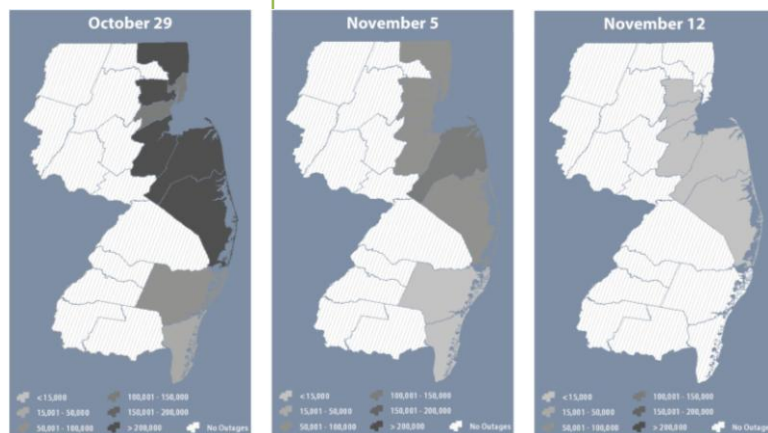 October 29
<15,000
100,001 - 150,000
15,001 - 50,000
150,001 - 200,000
50,001 - 100,000
> 200,000
No Outages
November 5
<15,000
100,001 - 150,000
15,001 - 50,000
150,001 - 200,000
50,001 - 100,000
> 200,000
No Outages
November 12
<15,000
100,001 - 150,000
15,001 - 50,000
150,001 - 200,000
50,001 - 100,000
> 200,000
No Outages